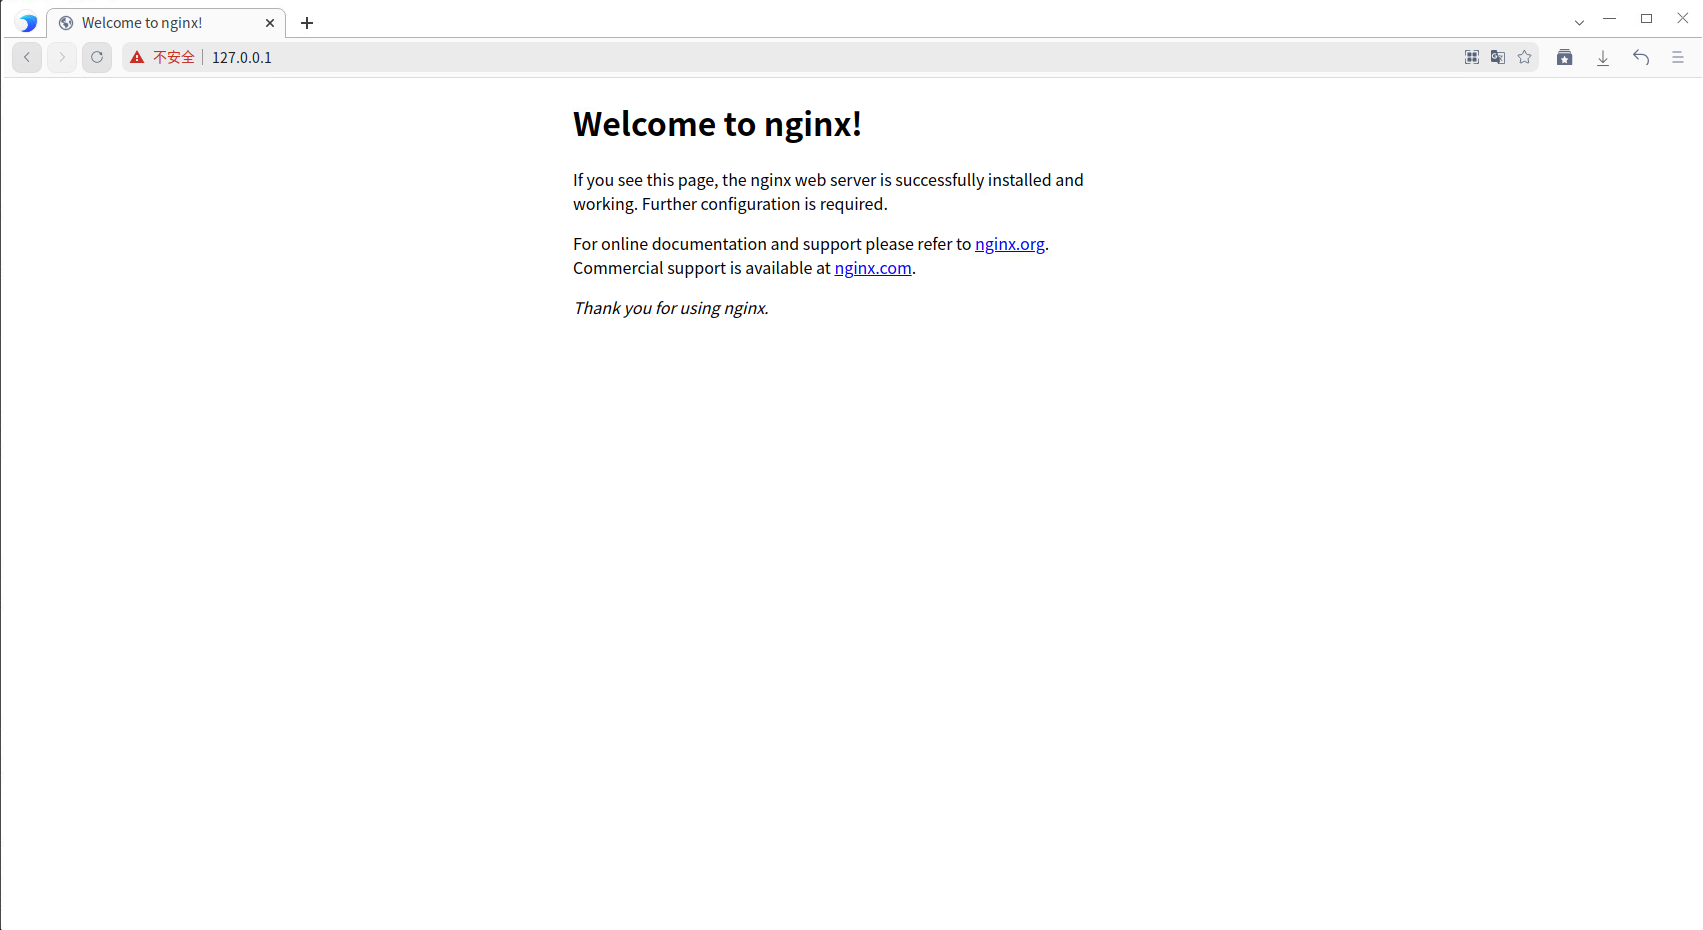 Welcome to nginx!
不安全
127.0.0.1
Welcome to nginx!
If you see this page, the nginx web server is successfully installed and
working. Further configuration is required.
For online documentation and support please refer to nginx.org.
Commercial support is available at nginx.com.
Thank you for using nginx.